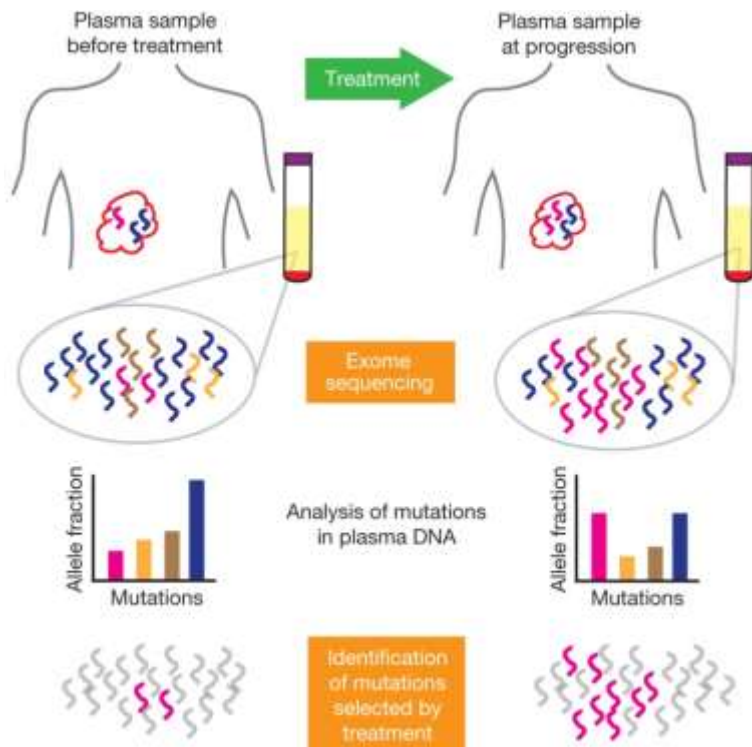 Plasma sample
before treatment
Treatment
Plasma sample
at progression
Exome
sequencing
Allele fraction
Mutations
Analysis of mutations
in plasma DNA
Allele fraction
Mutations
Identification
of mutations
selected by
treatment